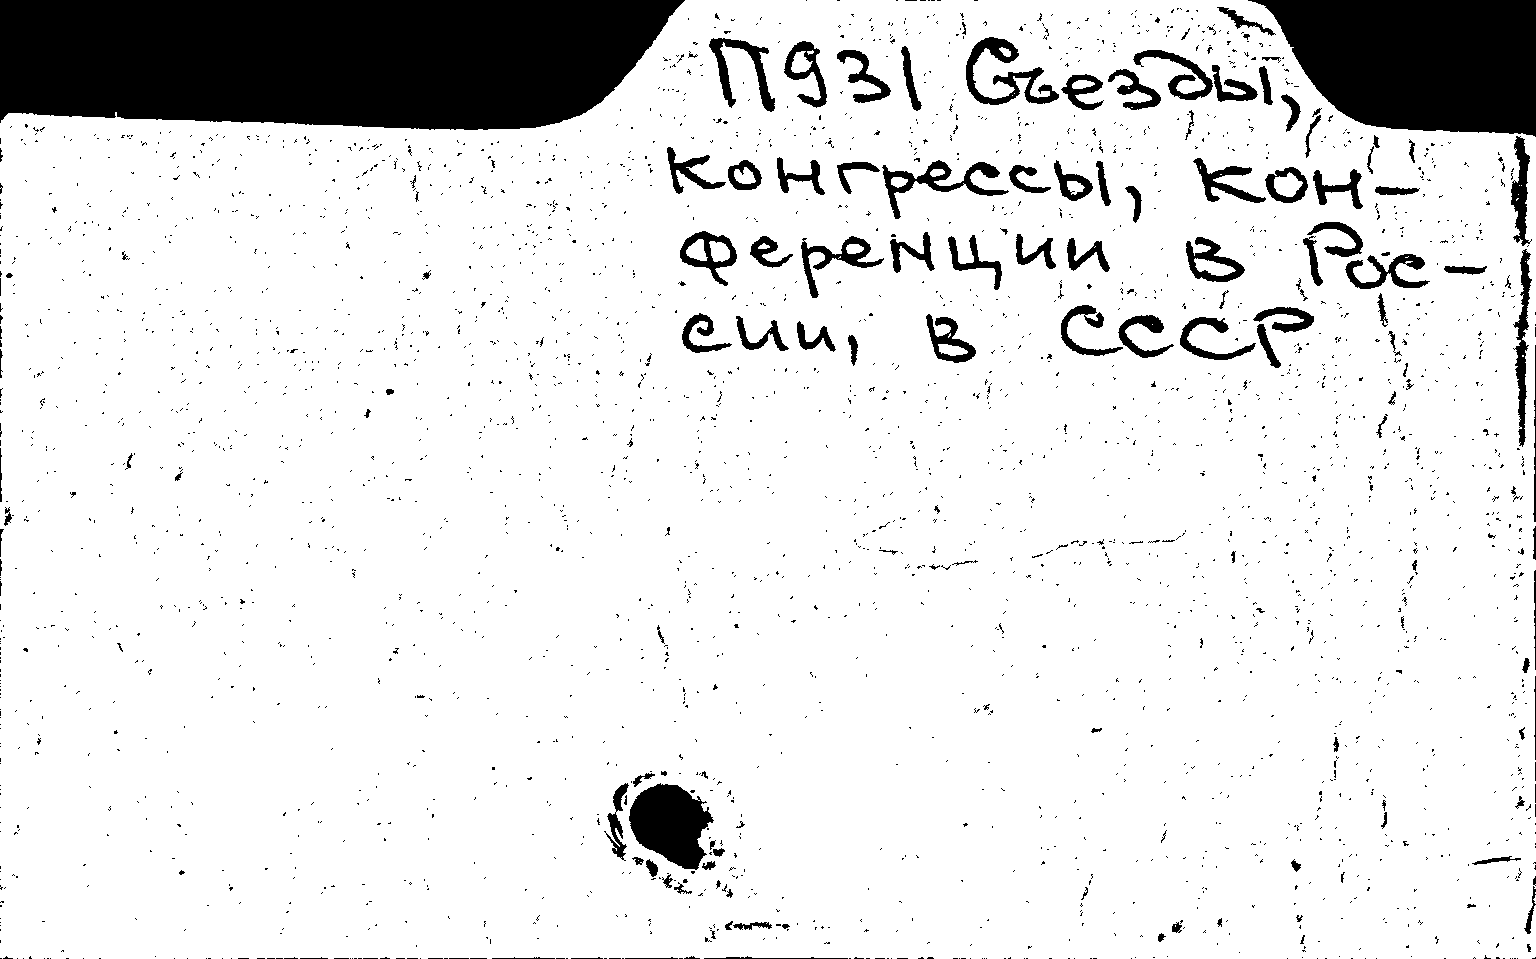 П931 Съезды,
конгрессы, кон-
ференции в Рос-
сии, в СССР